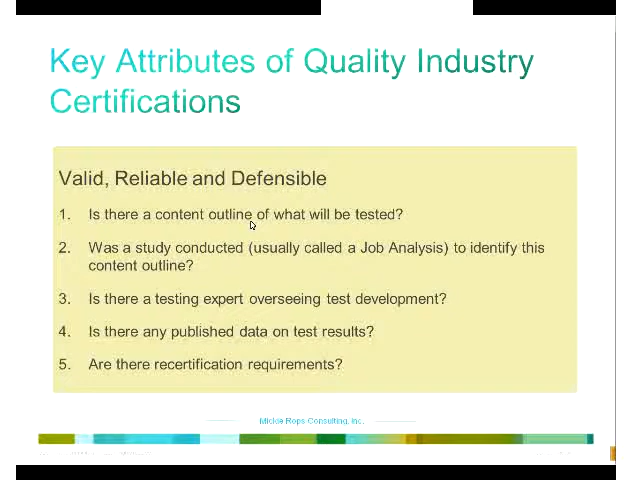 Key Attributes of Quality Industry
Certifications
Valid, Reliable and Defensible
1. Is there a content outline of what will be tested?
2. Was a study conducted (usually called a Job Analysis) to identify this
content outline?
3. Is there a testing expert overseeing test development?
4. Is there any published data on test results?
5. Are there recertification requirements?
Mickie Rops Consulting, Inc.